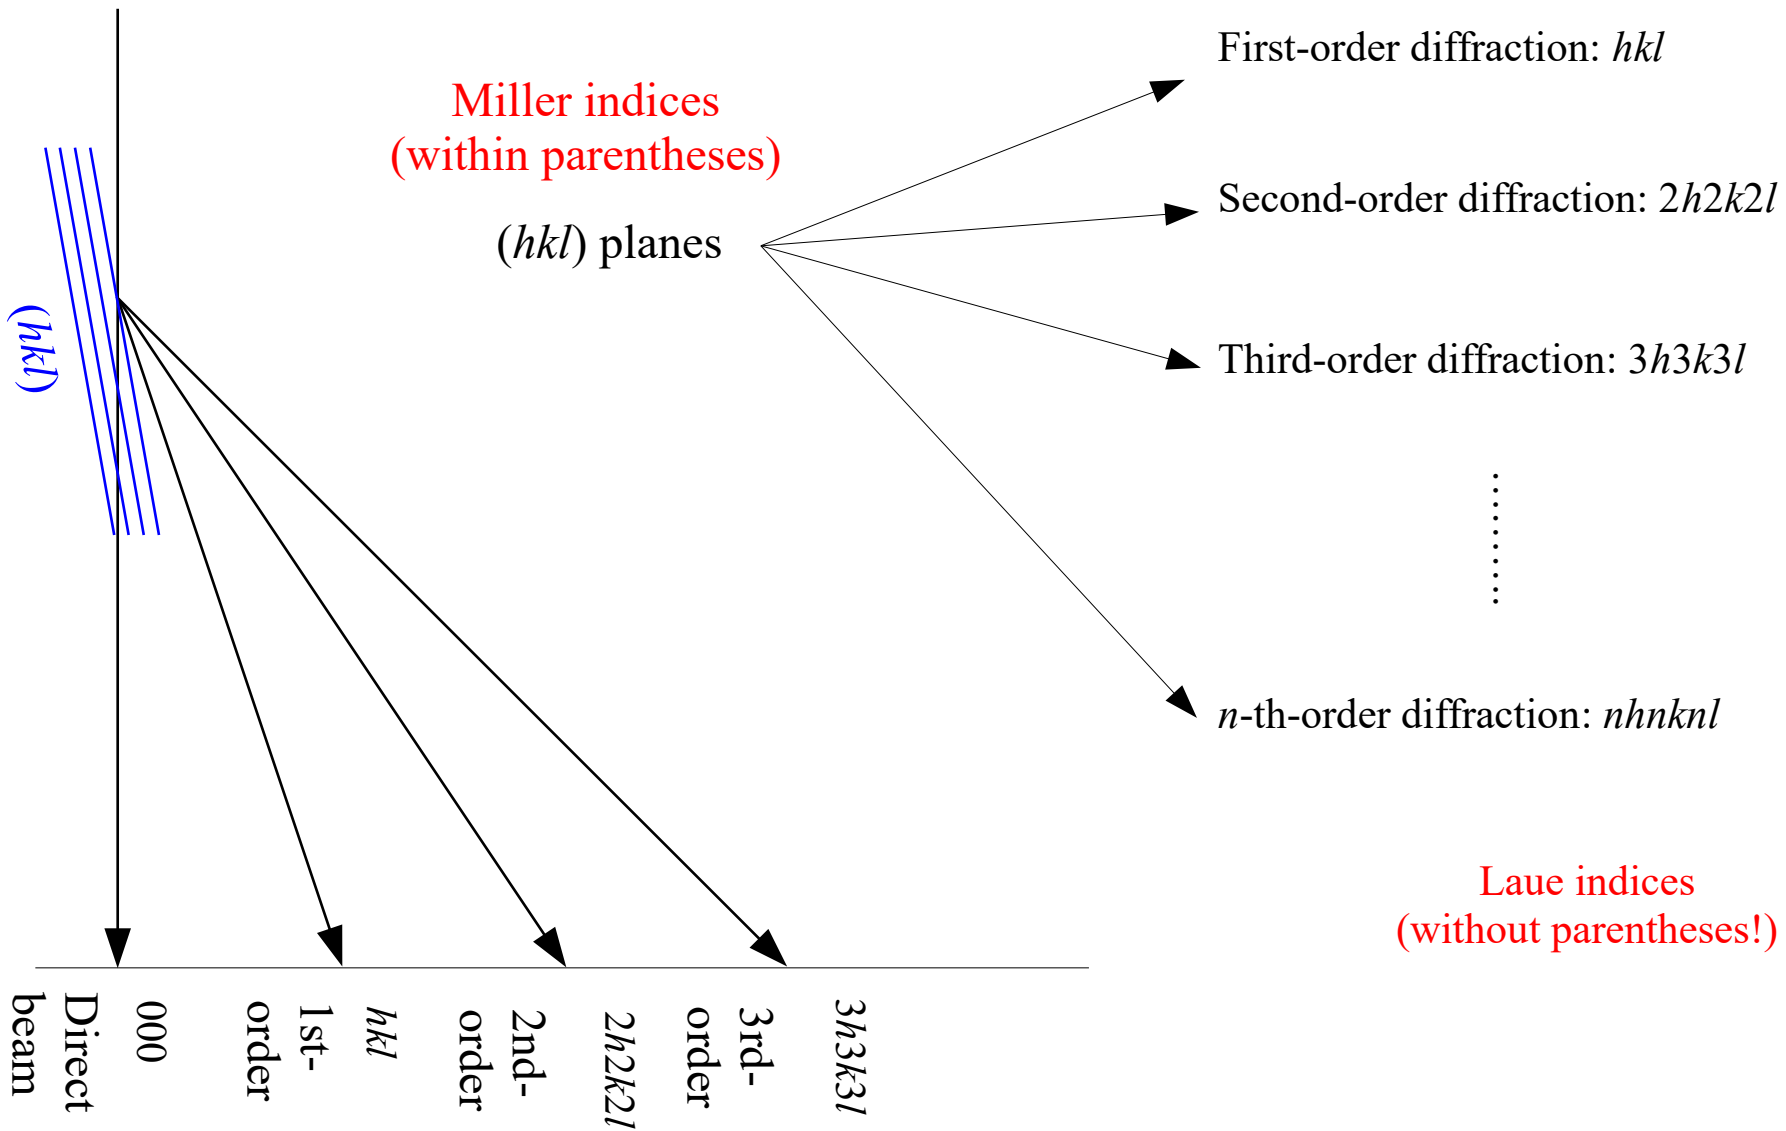 First-order diffraction: hkl
Miller indices
(within parentheses)
Second-order diffraction: 2h2k2l
(hkl) planes
(hkl)
Third-order diffraction: 3h3k3l
n-th-order diffraction: nhnknl
Laue indices
(without parentheses!)
000
Direct
beam
hkl
1st-
order
2h2k2l
2nd-
order
3h3k3l
3rd-
order